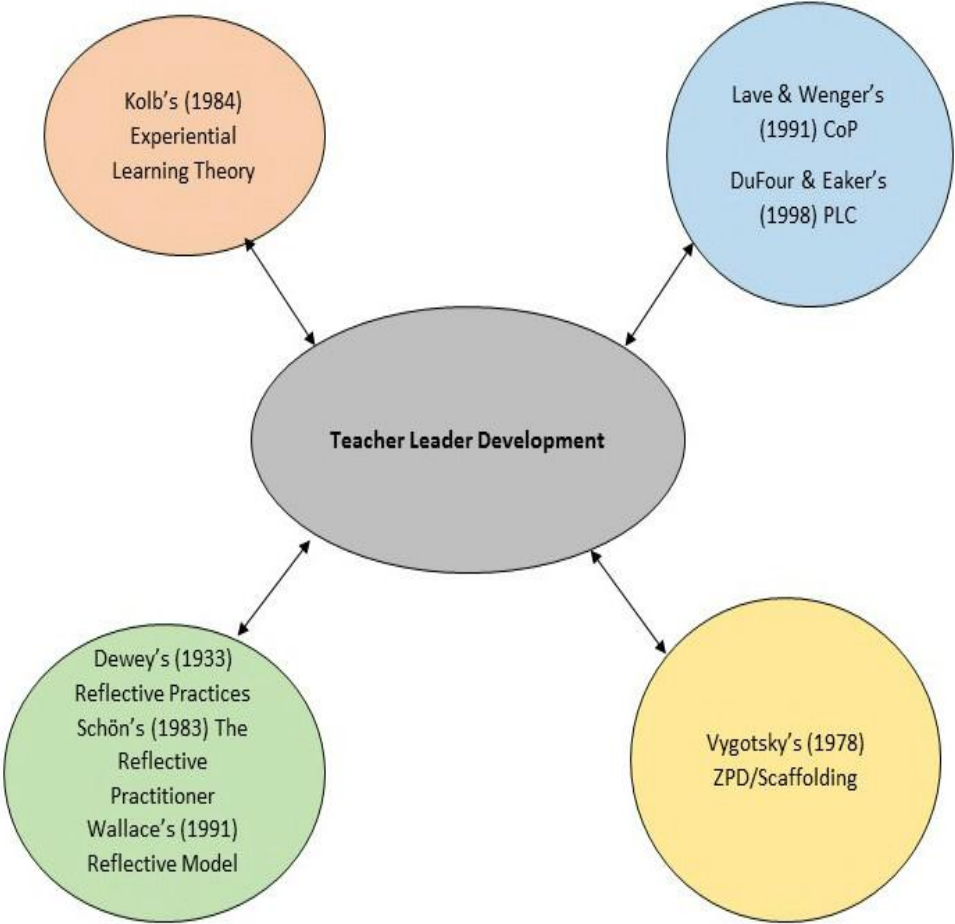 Kolb's (1984)
Experiential
Learning Theory
Lave & Wenger's
(1991) CoP
DuFour & Eaker's
(1998) PLC
Teacher Leader Development
Dewey's (1933)
Reflective Practices
Schön's (1983) The
Reflective
Practitioner
Wallace's (1991)
Reflective Model
Vygotsky's (1978)
ZPD/Scaffolding